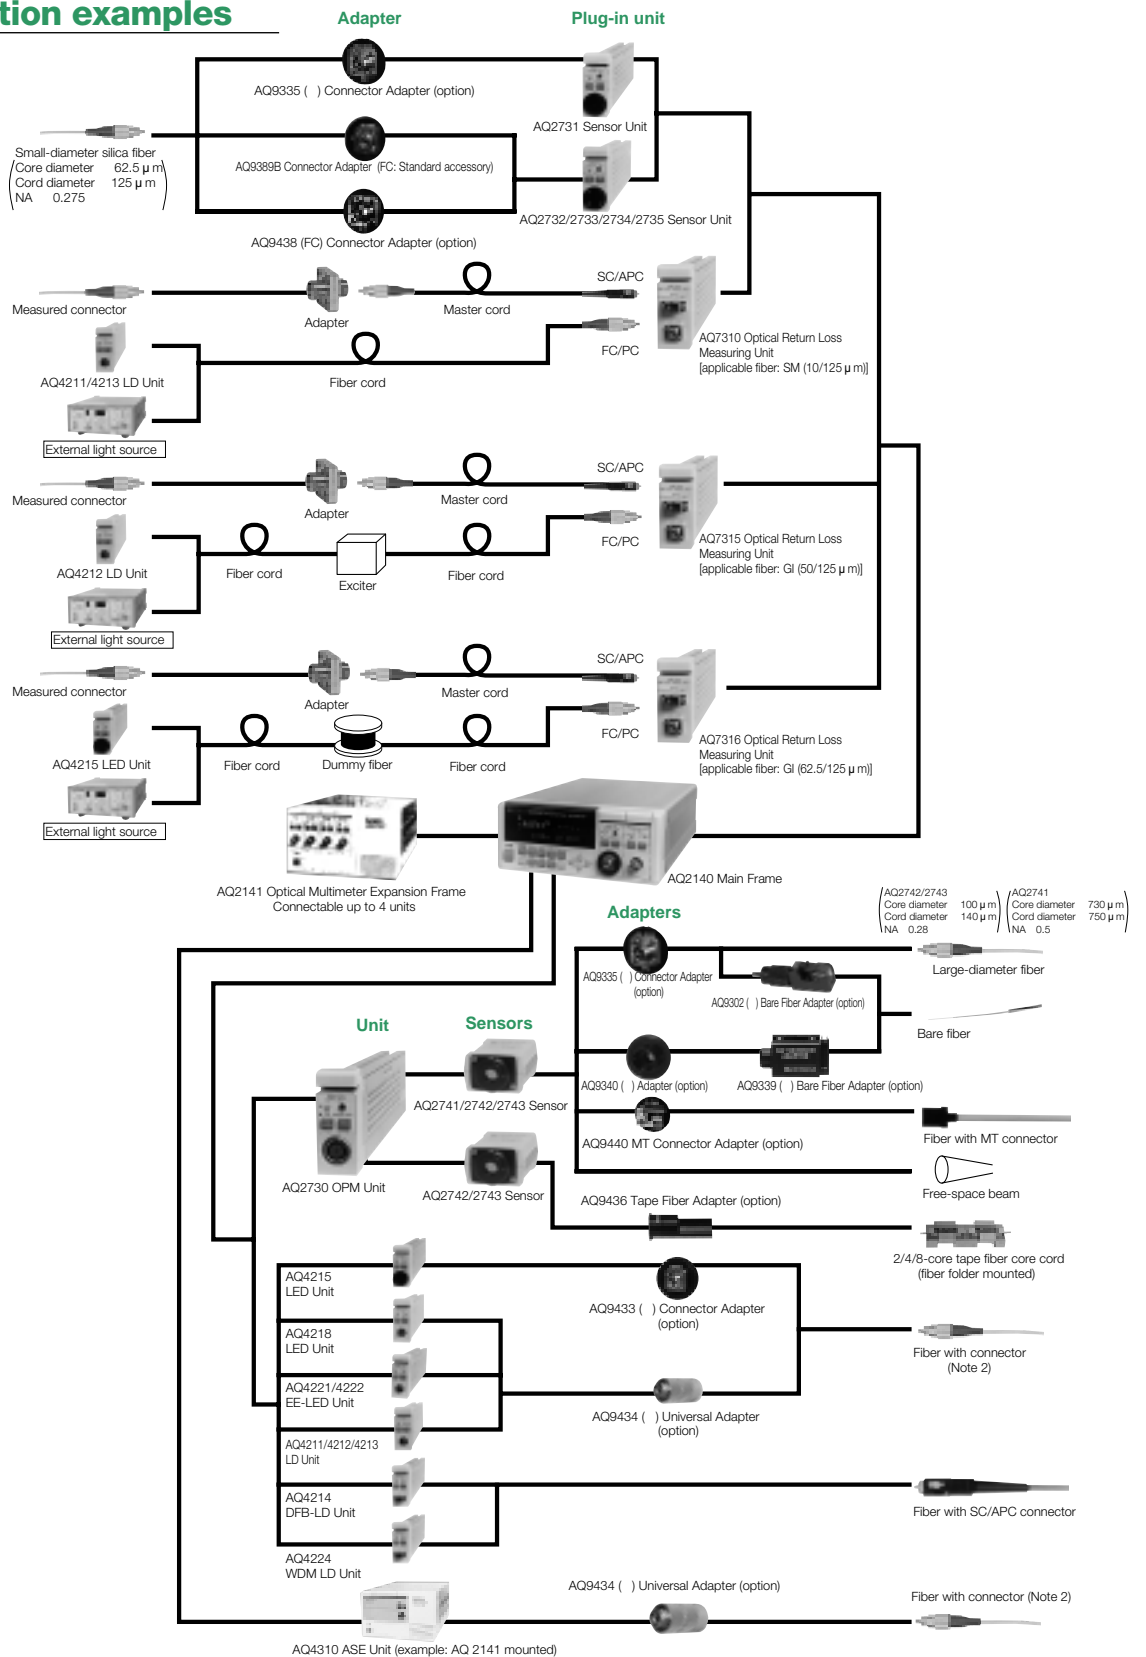 tion examples
Adapter
Plug-in unit
AQ9335 ( ) Connector Adapter (option)
AQ2731 Sensor Unit
Small-diameter silica fiber
Core diameter 62.5 µm
Cord diameter 125 µm
NA 0.275
AQ9389B Connector Adapter (FC: Standard accessory)
AQ2732/2733/2734/2735 Sensor Unit
AQ9438 (FC) Connector Adapter (option)
SC/APC
Measured connector
Adapter
Master cord
AQ7310 Optical Return Loss
Measuring Unit
[applicable fiber: SM (10/125 µm)]
FC/PC
AQ4211/4213 LD Unit
Fiber cord
External light source
SC/APC
Measured connector
Adapter
Master cord
AQ7315 Optical Return Loss
Measuring Unit
[applicable fiber: GI (50/125 µm)]
FC/PC
AQ4212 LD Unit
Fiber cord
Exciter
Fiber cord
External light source
SC/APC
Measured connector
Adapter
Master cord
AQ7316 Optical Return Loss
Measuring Unit
[applicable fiber: GI (62.5/125 µm)]
FC/PC
AQ4215 LED Unit
Fiber cord
Dummy fiber
Fiber cord
External light source
AQ2141 Optical Multimeter Expansion Frame
Connectable up to 4 units
AQ2140 Main Frame
AQ2742/2743
Core diameter 100 µm
Cord diameter 140 µm
NA 0.28
AQ2741
Core diameter 730 µm
Cord diameter 750 µm
NA 0.5
Adapters
AQ9335 ( ) Connector Adapter
(option)
Large-diameter fiber
AQ9302 ( ) Bare Fiber Adapter (option)
Bare fiber
Unit
Sensors
AQ9340 ( ) Adapter (option)
AQ9339 ( ) Bare Fiber Adapter (option)
AQ2741/2742/2743 Sensor
AQ9440 MT Connector Adapter (option)
Fiber with MT connector
AQ2730 OPM Unit
AQ2742/2743 Sensor
Free-space beam
AQ9436 Tape Fiber Adapter (option)
2/4/8-core tape fiber core cord
(fiber folder mounted)
AQ4215
LED Unit
AQ9433 ( ) Connector Adapter
(option)
AQ4218
LED Unit
Fiber with connector
(Note 2)
AQ4221/4222
EE-LED Unit
AQ9434 ( ) Universal Adapter
(option)
AQ4211/4212/4213
LD Unit
AQ4214
DFB-LD Unit
Fiber with SC/APC connector
AQ4224
WDM LD Unit
AQ9434 ( ) Universal Adapter (option)
Fiber with connector (Note 2)
AQ4310 ASE Unit (example: AQ 2141 mounted)